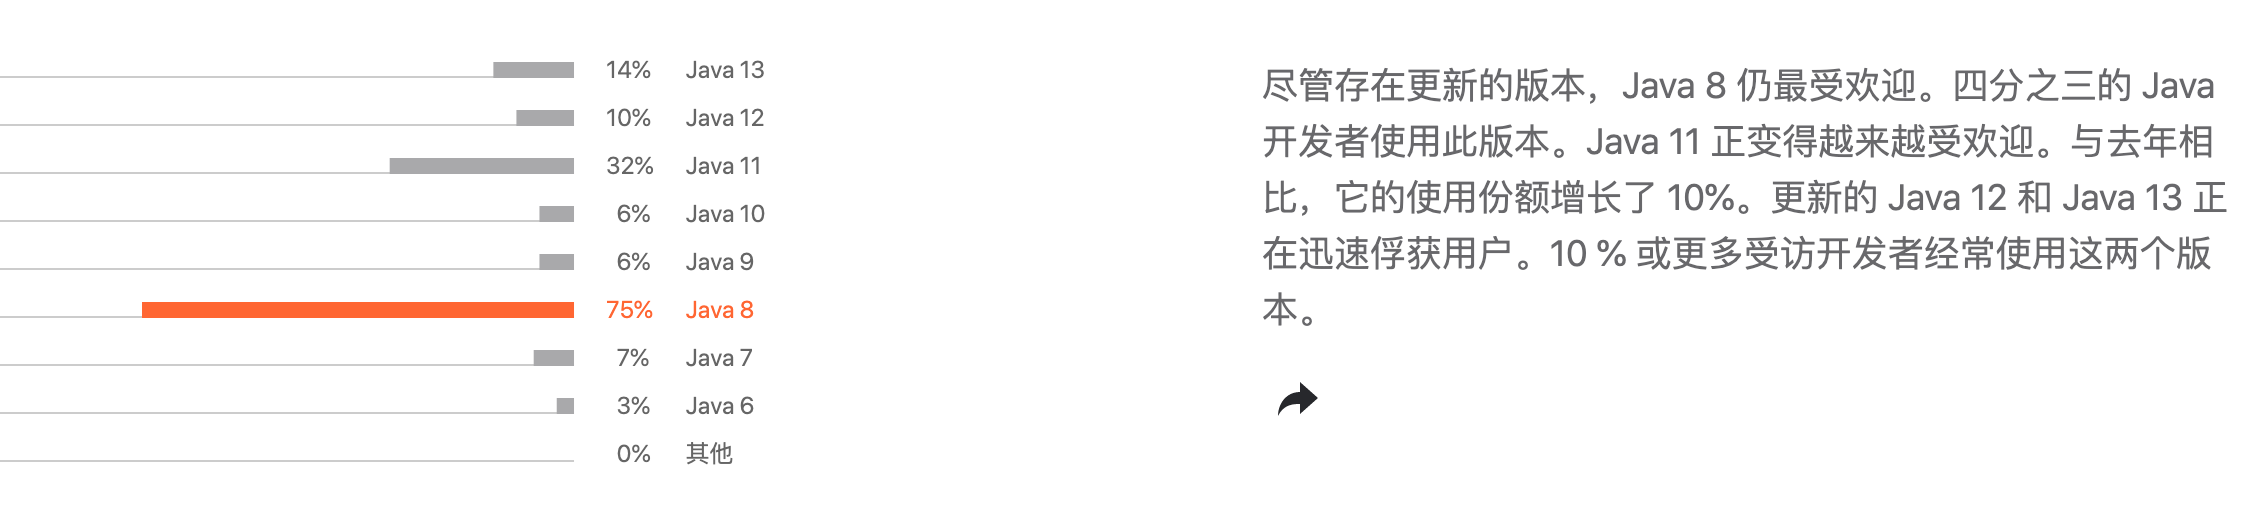 14% Java 13
10% Java 12
32% Java 11
6% Java 10
6% Java 9
75% Java 8
7% Java 7
3% Java 6
0% 其他
尽管存在更新的版本，Java 8 仍最受欢迎。四分之三的 Java
开发者使用此版本。Java 11 正变得越来越受欢迎。与去年相
比，它的使用份额增长了 10%。更新的 Java 12 和 Java 13 正
在迅速俘获用户。10 % 或更多受访开发者经常使用这两个版
本。